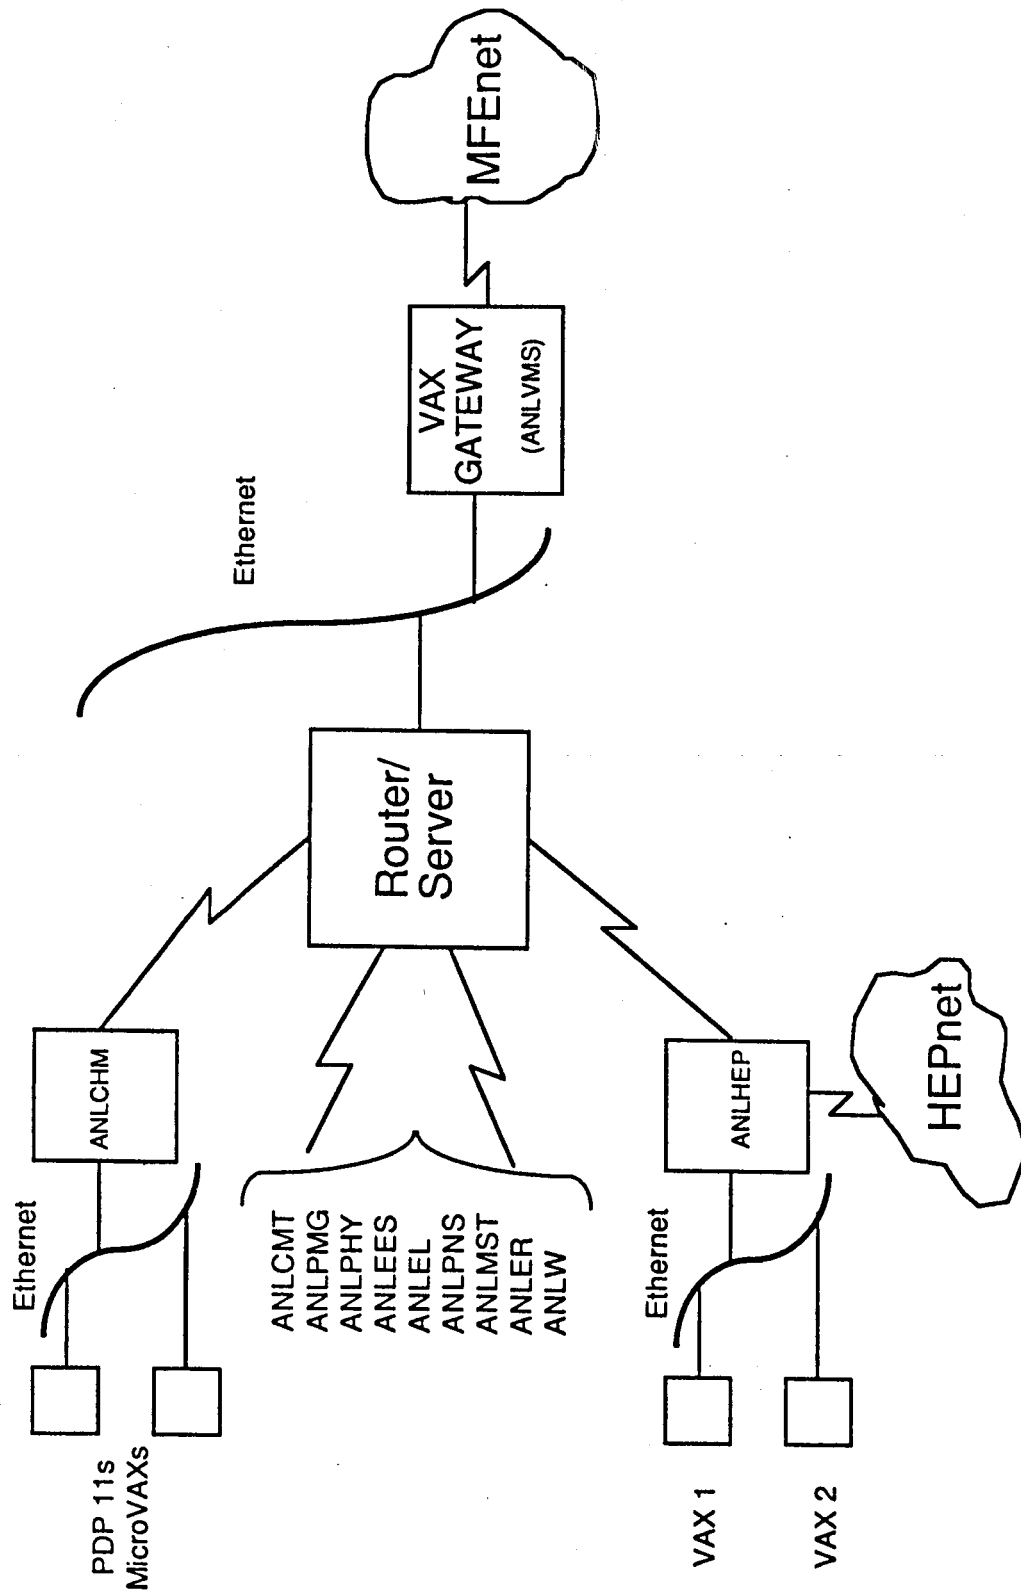 PDP 11s
MicroVAXs
Ethernet
ANLCHM
ANLCMT
ANLPMG
ANLPHY
ANLEES
ANLEL
ANLPNS
ANLMST
ANLER
ANLW
Router/
Server
Ethernet
VAX
GATEWAY
(ANLVMS)
MFEnet
VAX 1
VAX 2
Ethernet
ANLHEP
HEPnet